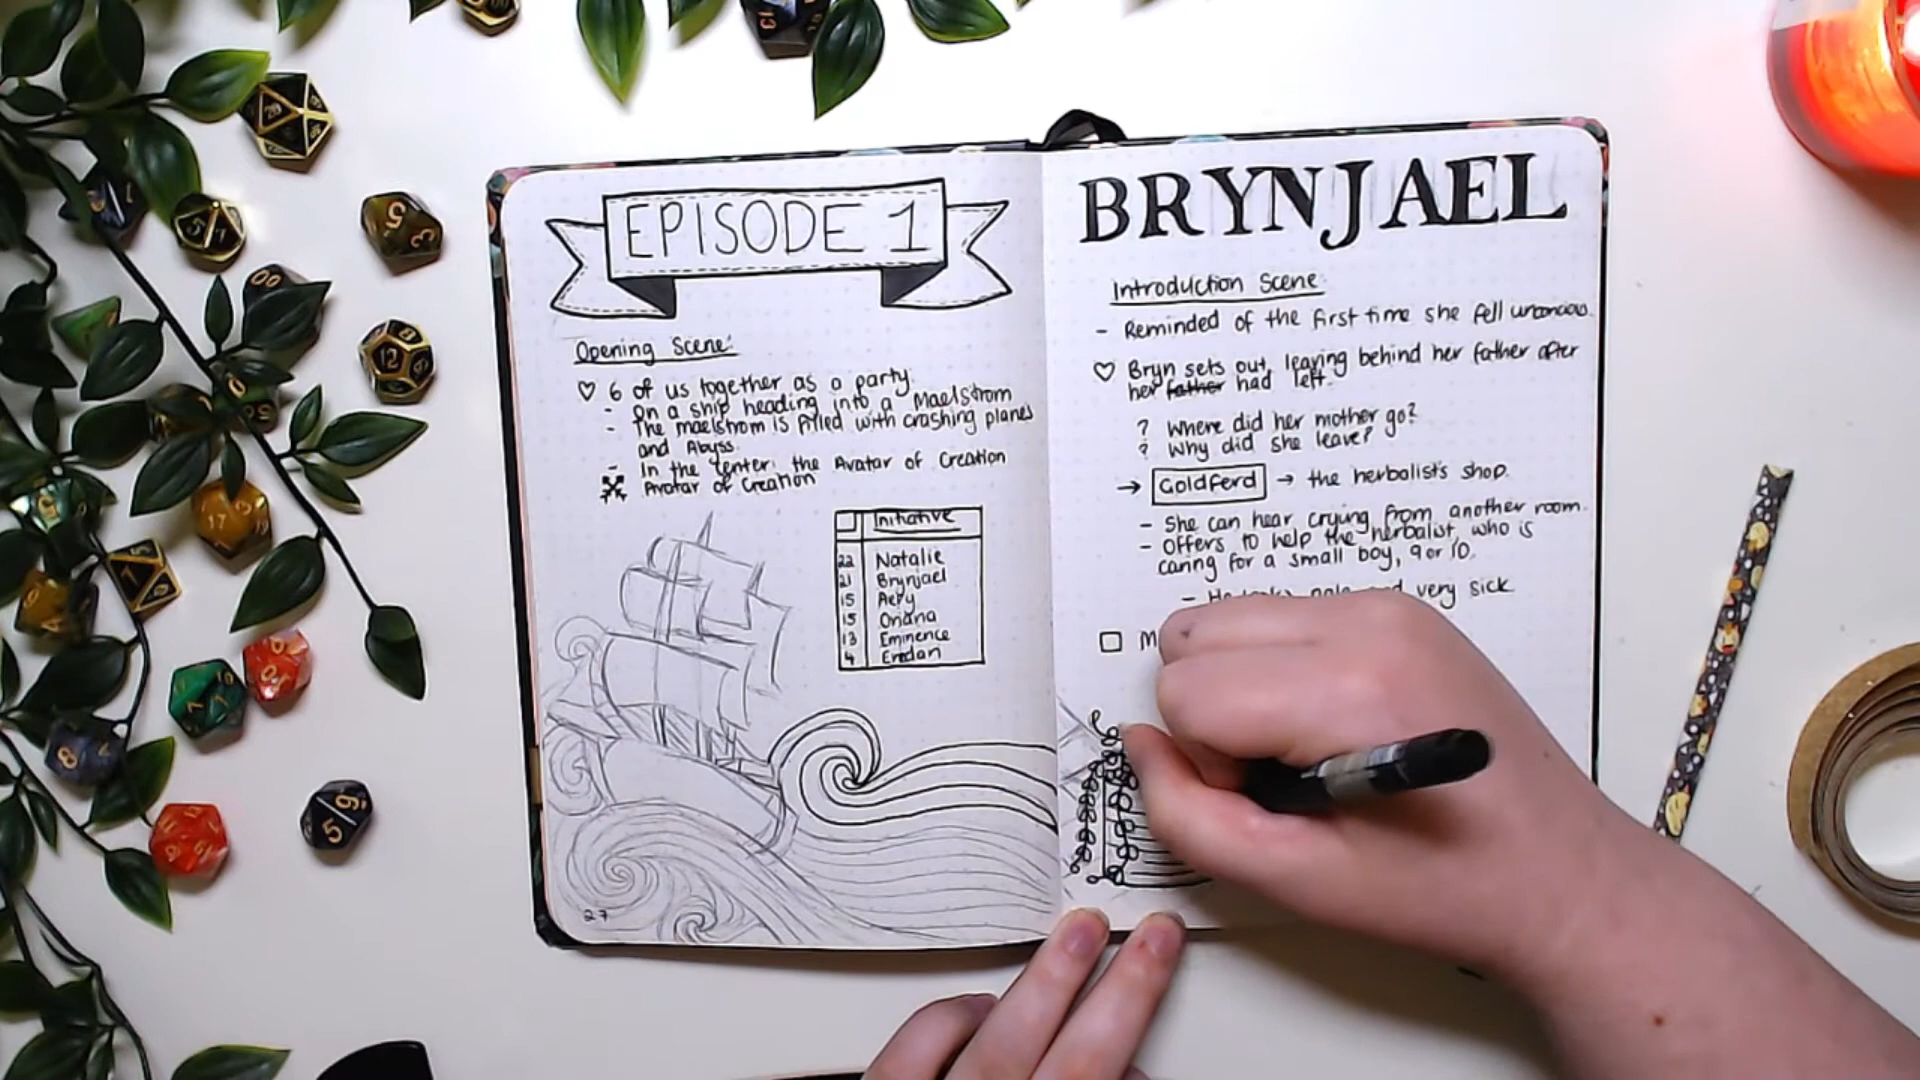 EPISODE 1
Opening Scene:
♡ 6 of us together as a party.
- On a ship heading into a Maelstrom
- The maelstrom is filled with crashing planes
and Abyss.
- In the center: the Avatar of Creation
Avatar of Creation
Initiative
22 Natalie
21 Brynjael
15 Aery
15 Oriana
13 Eminence
4 Eredan
27
BRYNJAEL
Introduction Scene:
- Reminded of the first time she fell
♡ Bryn sets out, leaving behind her father after
her father had left.
? Where did her mother go?
? Why did she leave?
→ Goldferd → the herbalist's shop.
- She can hear crying from another room.
- Offers to help the herbalist, who is
caring for a small boy, 9 or 10.
- He looks pale and very sick